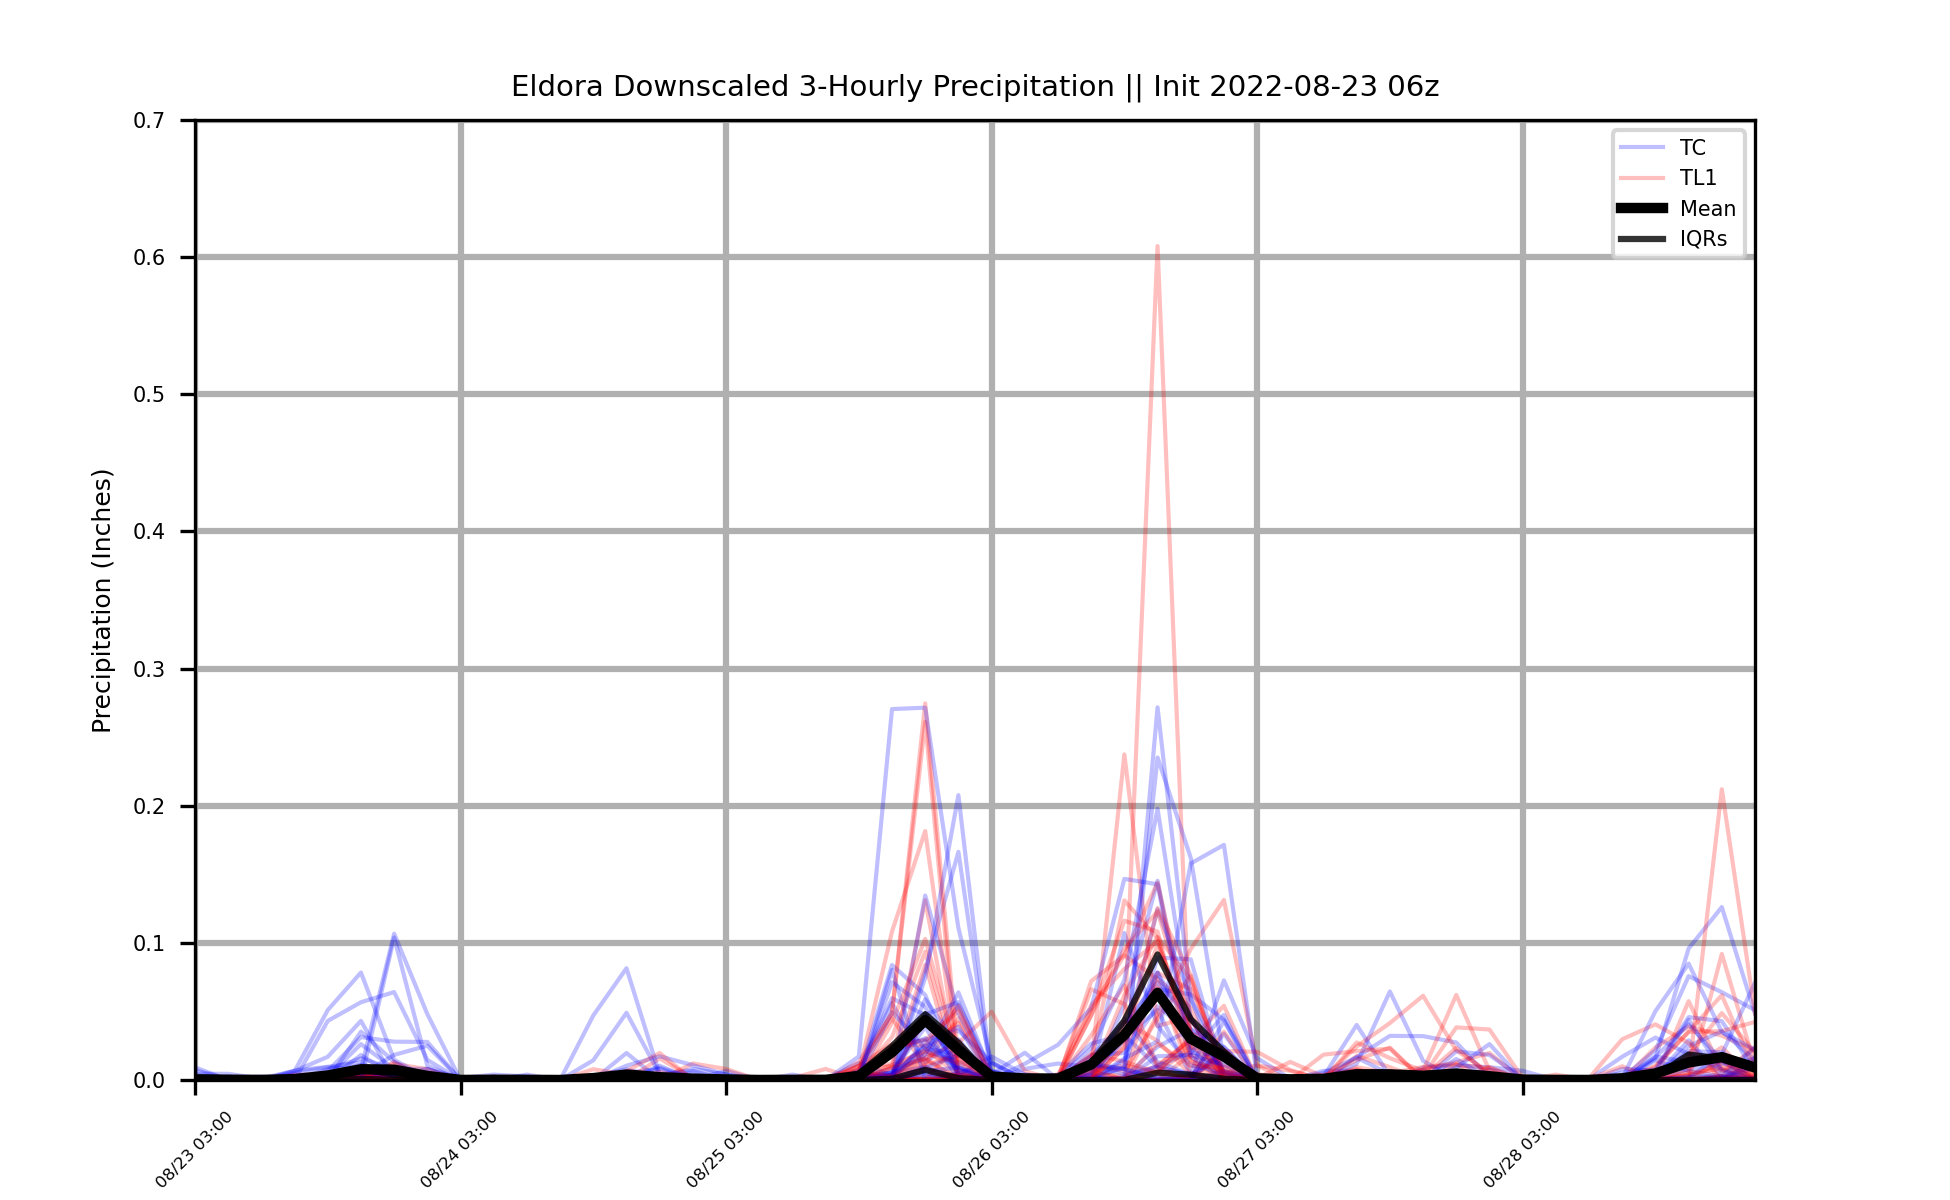 Eldora Downscaled 3-Hourly Precipitation || Init 2022-08-23 06z
TC
TL1
Mean
IQRs
Precipitation (Inches)
0.7
0.6
0.5
0.4
0.3
0.2
0.1
0.0
08/23 03:00
08/24 03:00
08/25 03:00
08/26 03:00
08/27 03:00
08/28 03:00